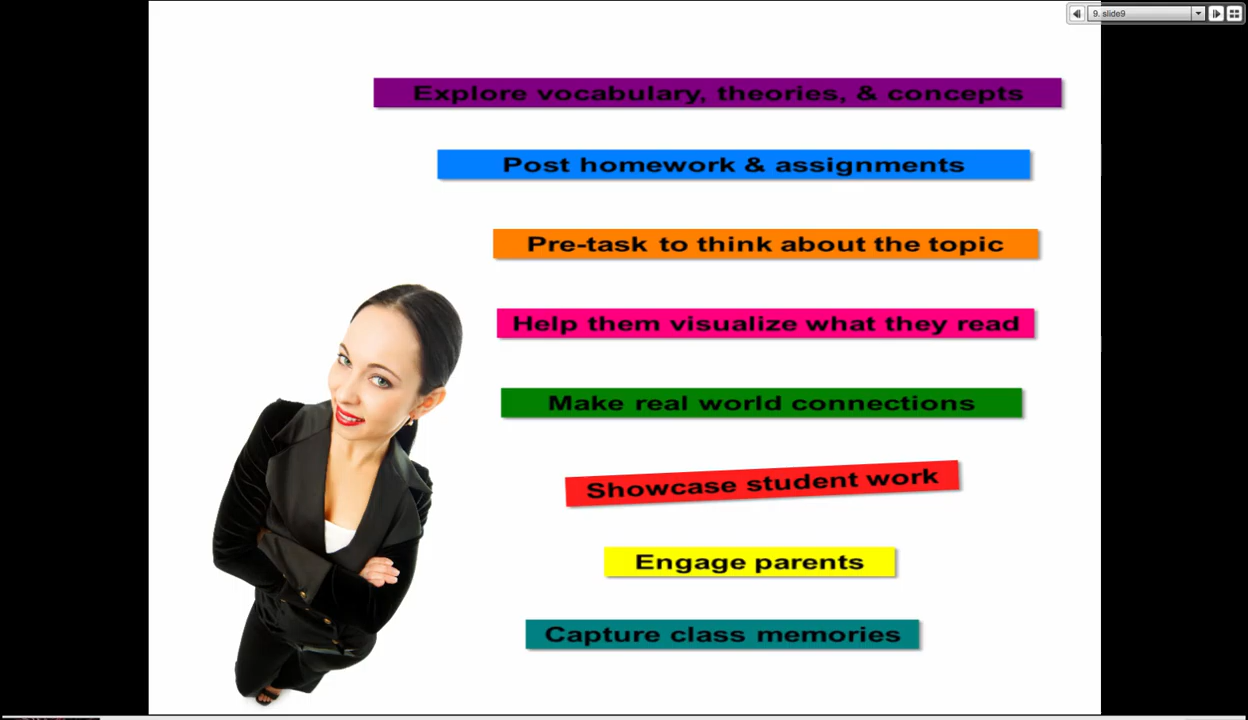 9. slide9
Explore vocabulary, theories, & concepts
Post homework & assignments
Pre-task to think about the topic
Help them visualize what they read
Make real world connections
Showcase student work
Engage parents
Capture class memories